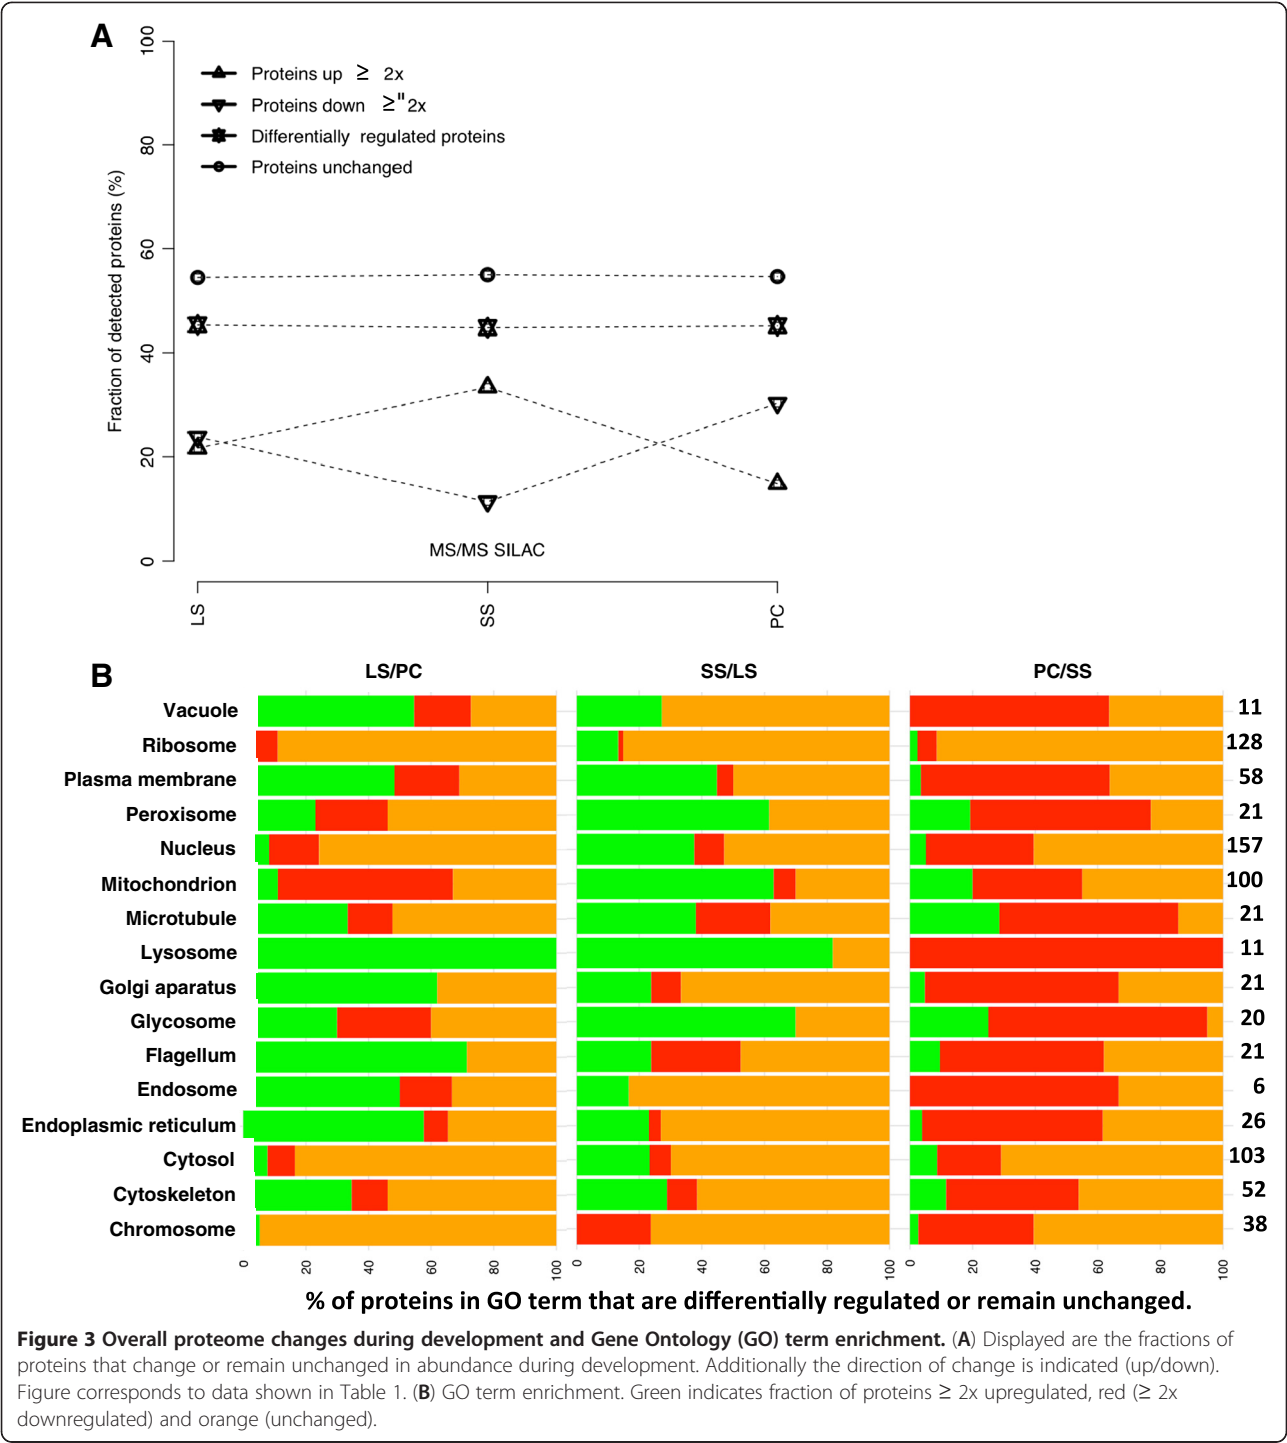 A
100
80
60
40
20
0
Fraction of detected proteins (%)
Proteins up ≥ 2x
Proteins down ≥" 2x
Differentially regulated proteins
Proteins unchanged
MS/MS SILAC
LS SS PC
B
LS/PC SS/LS PC/SS
Vacuole 11
Ribosome 128
Plasma membrane 58
Peroxisome 21
Nucleus 157
Mitochondrion 100
Microtubule 21
Lysosome 11
Golgi aparatus 21
Glycosome 20
Flagellum 21
Endosome 6
Endoplasmic reticulum 26
Cytosol 103
Cytoskeleton 52
Chromosome 38
0 20 40 60 80 100 0 20 40 60 80 100 0 20 40 60 80 100
% of proteins in GO term that are differentially regulated or remain unchanged.
Figure 3 Overall proteome changes during development and Gene Ontology (GO) term enrichment. (A) Displayed are the fractions of
proteins that change or remain unchanged in abundance during development. Additionally the direction of change is indicated (up/down).
Figure corresponds to data shown in Table 1. (B) GO term enrichment. Green indicates fraction of proteins ≥ 2x upregulated, red (≥ 2x
downregulated) and orange (unchanged).